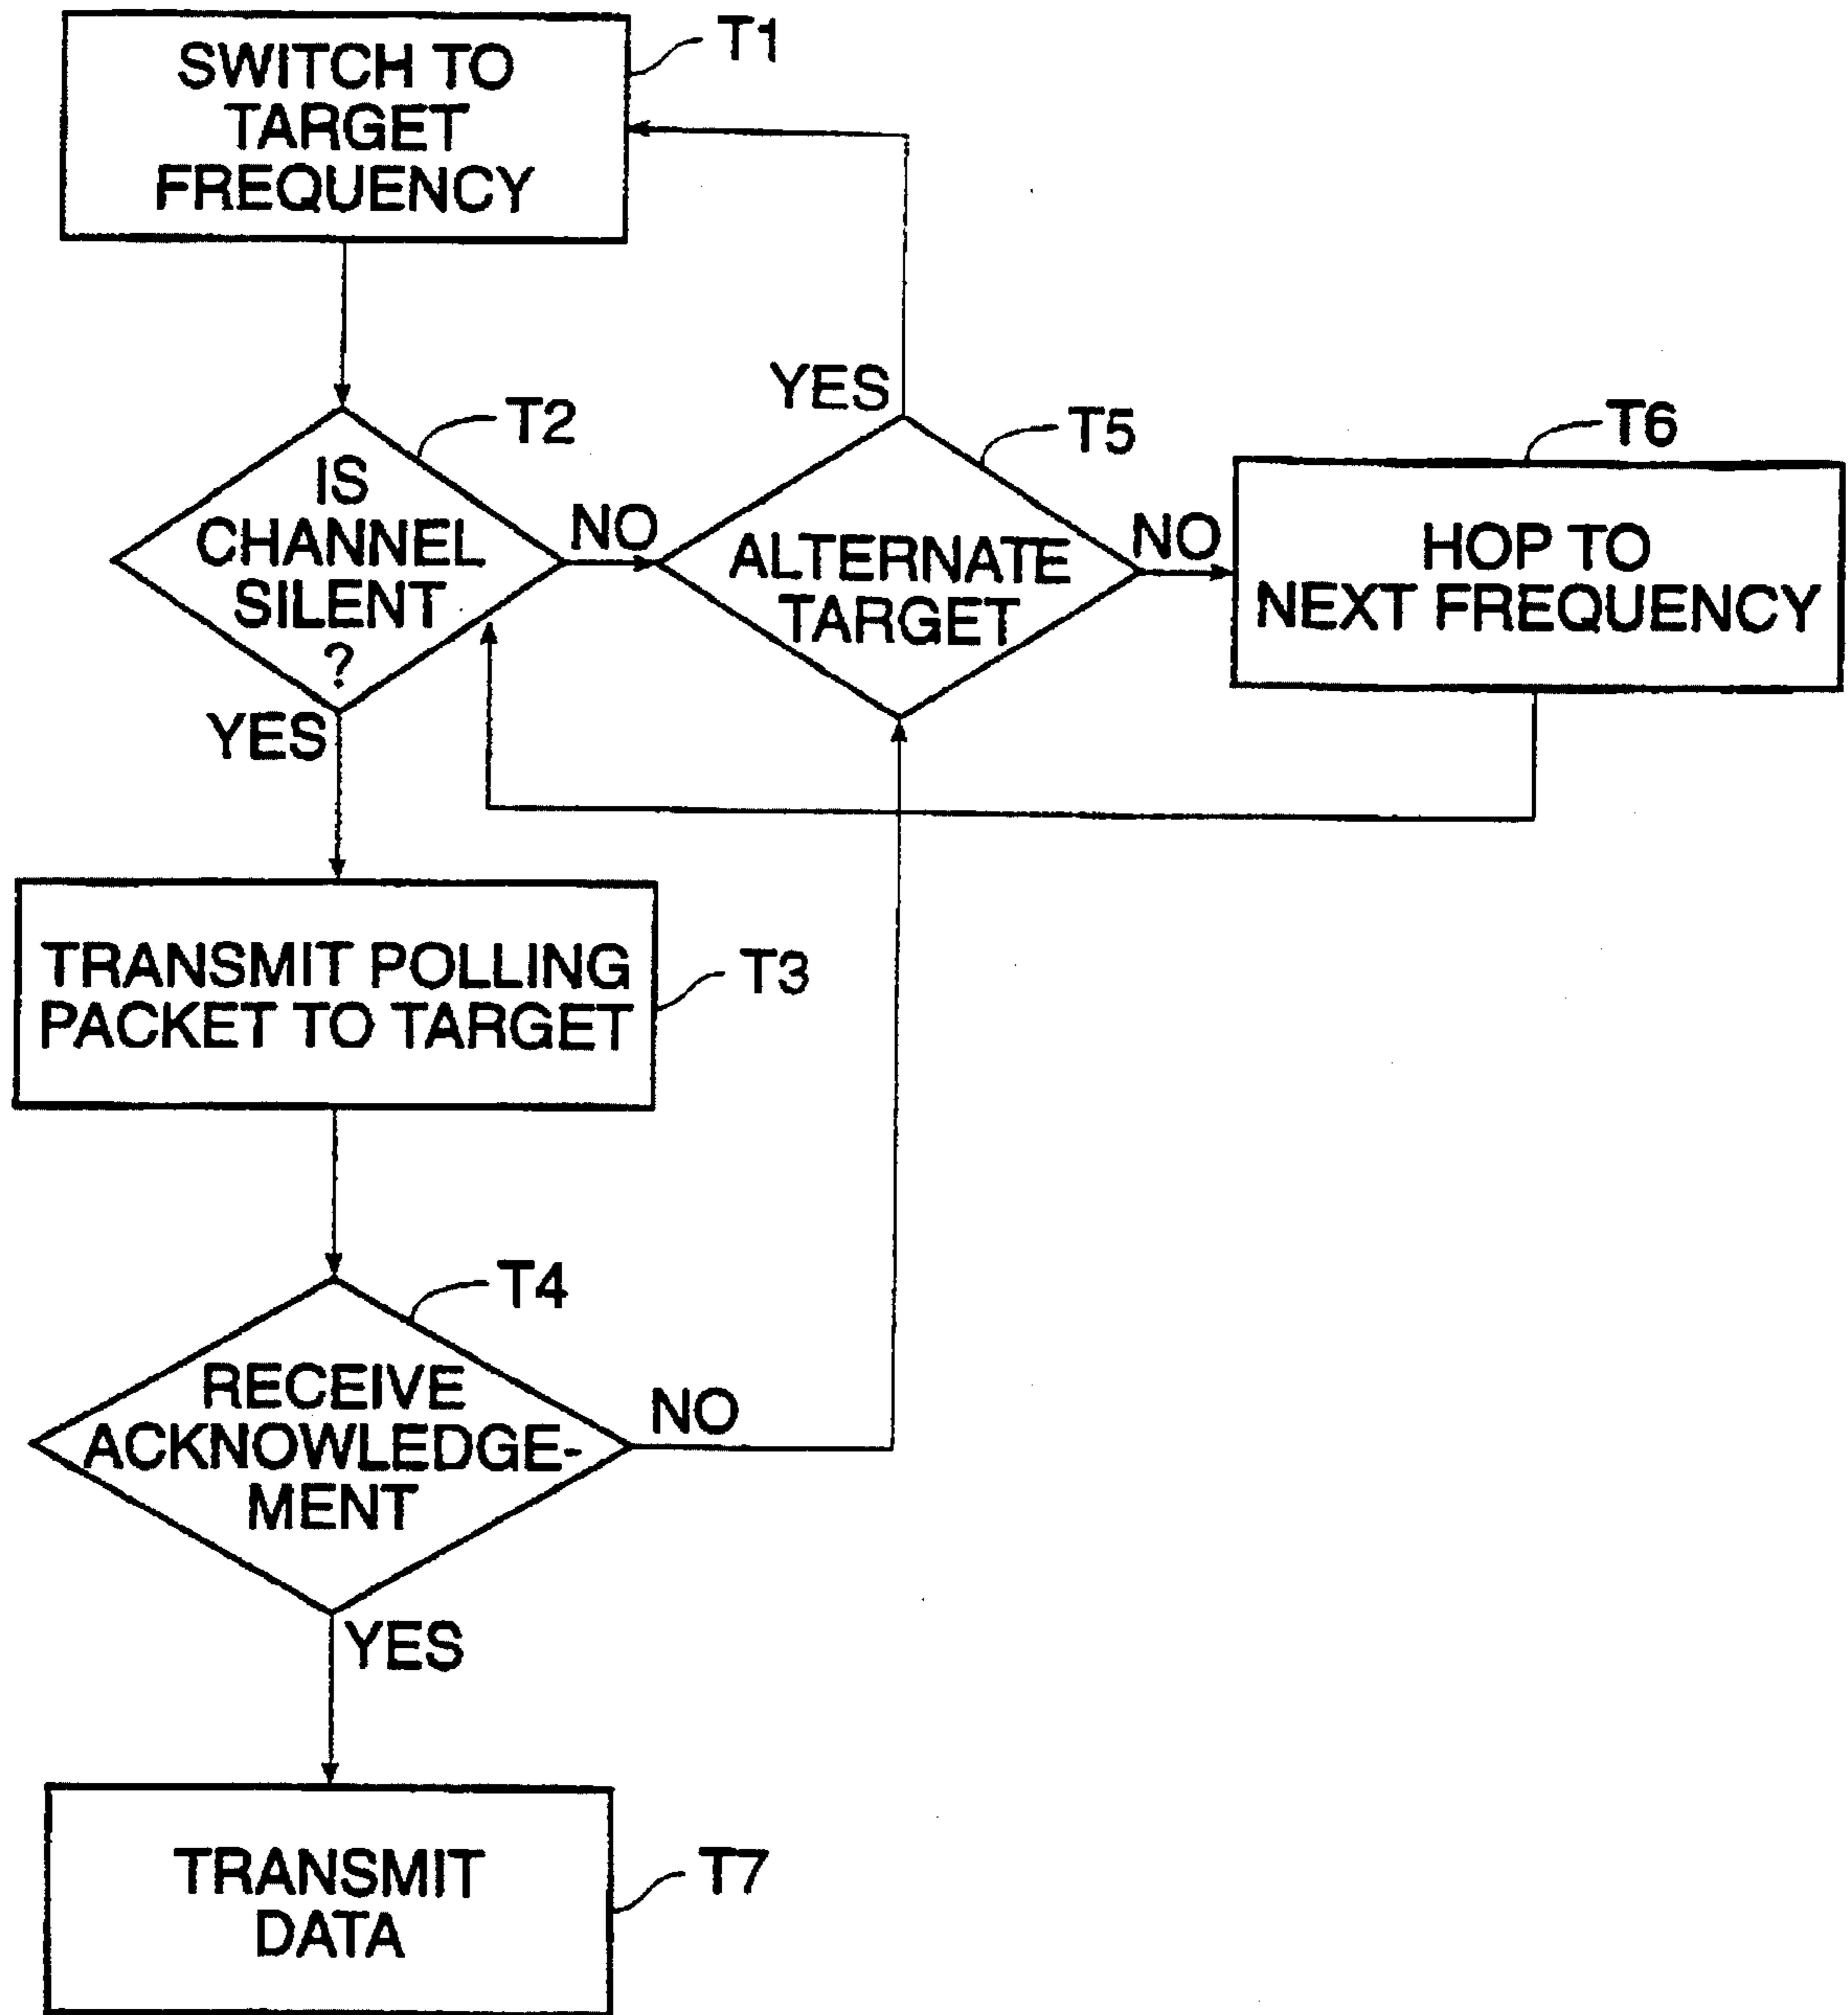 SWITCH TO
TARGET
FREQUENCY
T1
IS
CHANNEL
SILENT
?
T2
NO
YES
ALTERNATE
TARGET
T5
YES
NO
HOP TO
NEXT FREQUENCY
T6
TRANSMIT POLLING
PACKET TO TARGET
T3
RECEIVE
ACKNOWLEDGE-
MENT
T4
NO
YES
TRANSMIT
DATA
T7